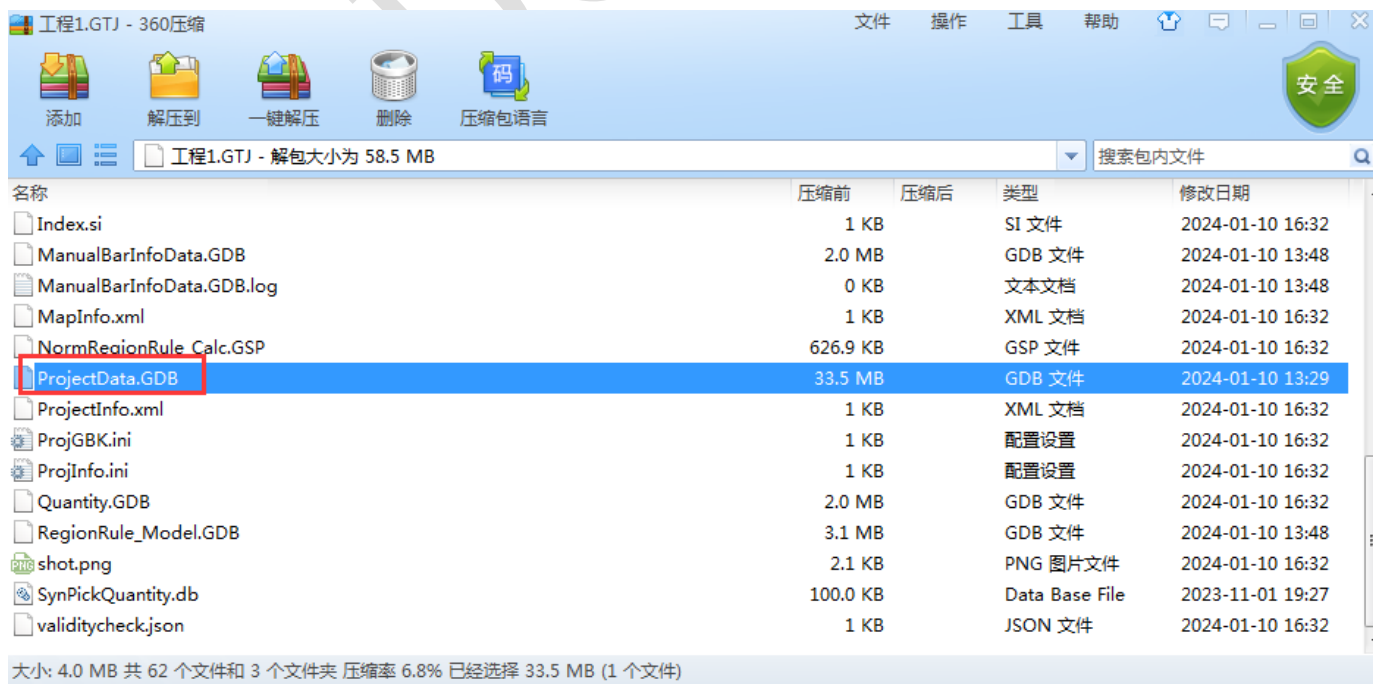 工程1.GTJ - 360压缩 文件 操作 工具 帮助
码 安全
添加 解压到 一键解压 删除 压缩包语言
工程1.GTJ - 解包大小为 58.5 MB 搜索包内文件
名称 压缩前 压缩后 类型 修改日期
Index.si 1 KB SI 文件 2024-01-10 16:32
ManualBarInfoData.GDB 2.0 MB GDB 文件 2024-01-10 13:48
ManualBarInfoData.GDB.log 0 KB 文本文档 2024-01-10 13:48
MapInfo.xml 1 KB XML 文档 2024-01-10 16:32
NormRegionRule_Calc.GSP 626.9 KB GSP 文件 2024-01-10 16:32
ProjectData.GDB 33.5 MB GDB 文件 2024-01-10 13:29
ProjectInfo.xml 1 KB XML 文档 2024-01-10 16:32
ProjGBK.ini 1 KB 配置设置 2024-01-10 16:32
ProjInfo.ini 1 KB 配置设置 2024-01-10 16:32
Quantity.GDB 2.0 MB GDB 文件 2024-01-10 16:32
RegionRule_Model.GDB 3.1 MB GDB 文件 2024-01-10 13:48
PNG shot.png 2.1 KB PNG 图片文件 2024-01-10 16:32
SynPickQuantity.db 100.0 KB Data Base File 2023-11-01 19:27
validitycheck.json 1 KB JSON 文件 2024-01-10 16:32
大小: 4.0 MB 共 62 个文件和 3 个文件夹 压缩率 6.8% 已经选择 33.5 MB (1 个文件)